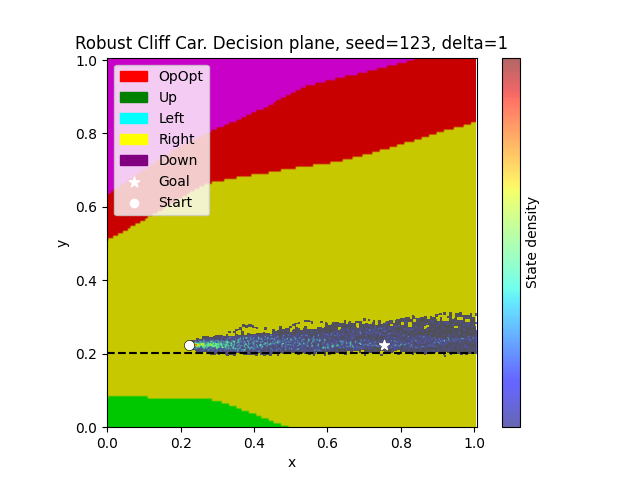 Robust Cliff Car. Decision plane, seed=123, delta=1
1.0
0.8
0.6
0.4
0.2
0.0
y
OpOpt
Up
Left
Right
Down
Goal
Start
State density
0.0 0.2 0.4 0.6 0.8 1.0
x